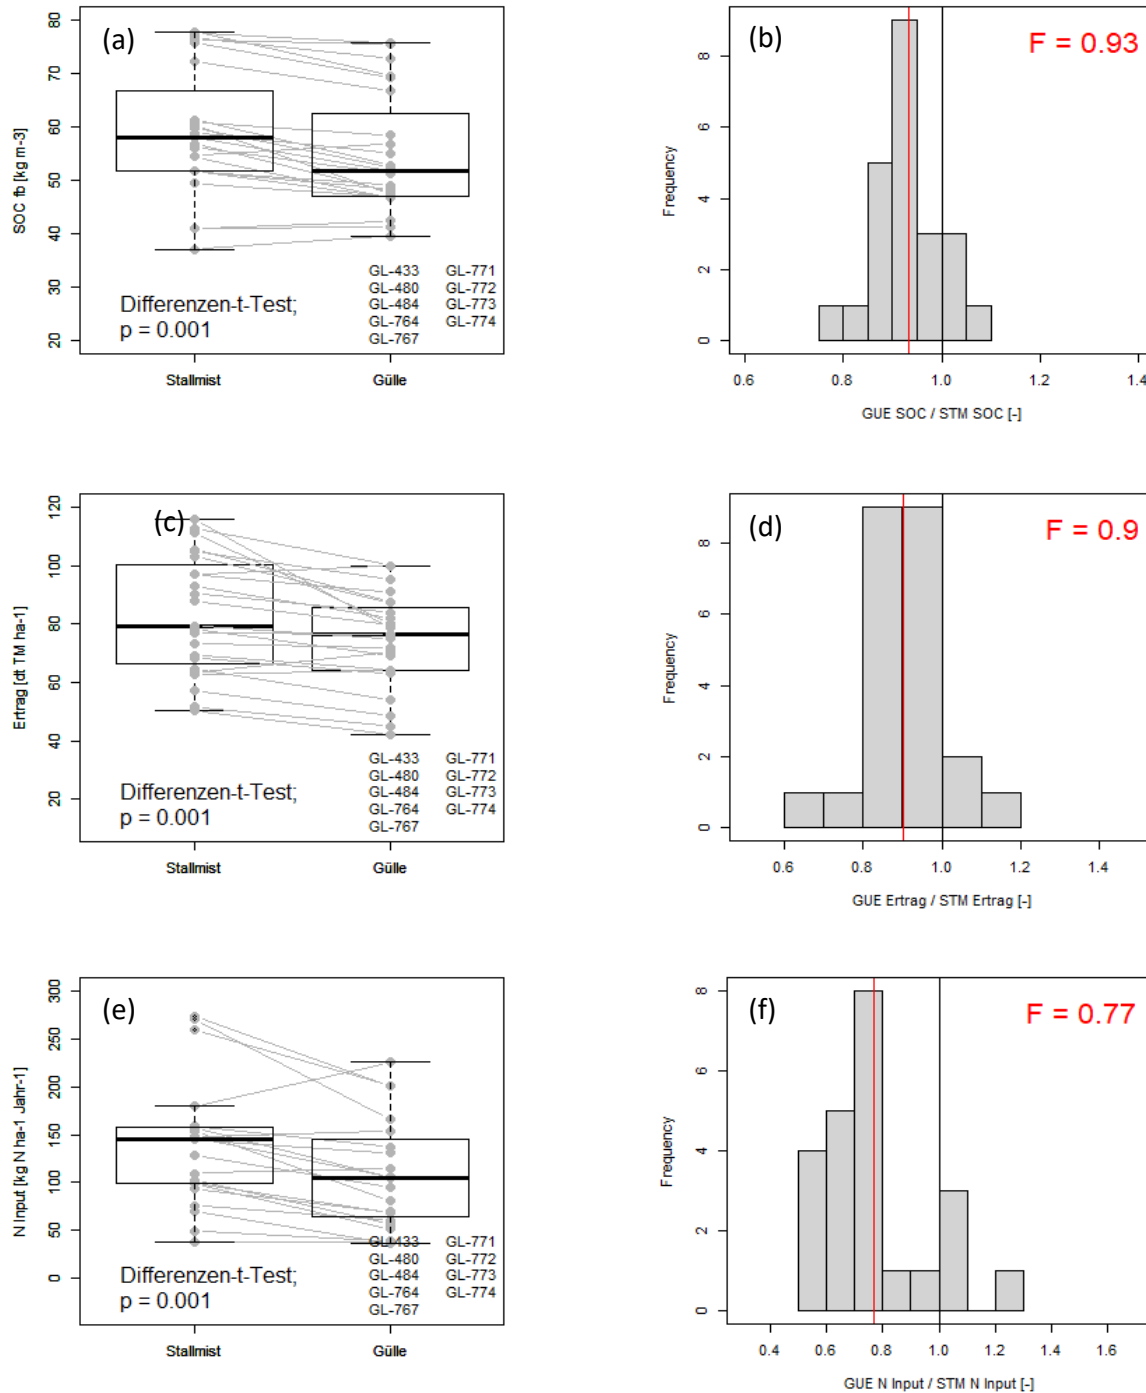 (a)
SOC fb [kg m-3]
80
70
60
50
40
30
20
Differenzen-t-Test;
p = 0.001
GL-433 GL-771
GL-480 GL-772
GL-484 GL-773
GL-764 GL-774
GL-767
Stallmist Gülle
(b)
F = 0.93
Frequency
8
6
4
2
0
0.6 0.8 1.0 1.2 1.4
GUE SOC / STM SOC [-]
(c)
Ertrag [dt TM ha-1]
120
100
80
60
40
20
Differenzen-t-Test;
p = 0.001
GL-433 GL-771
GL-480 GL-772
GL-484 GL-773
GL-764 GL-774
GL-767
Stallmist Gülle
(d)
F = 0.9
Frequency
8
6
4
2
0
0.6 0.8 1.0 1.2 1.4
GUE Ertrag / STM Ertrag [-]
(e)
N Input [kg N ha-1 Jahr-1]
300
250
200
150
100
50
0
Differenzen-t-Test;
p = 0.001
GL-433 GL-771
GL-480 GL-772
GL-484 GL-773
GL-764 GL-774
GL-767
Stallmist Gülle
(f)
F = 0.77
Frequency
8
6
4
2
0
0.4 0.6 0.8 1.0 1.2 1.4 1.6
GUE N Input / STM N Input [-]